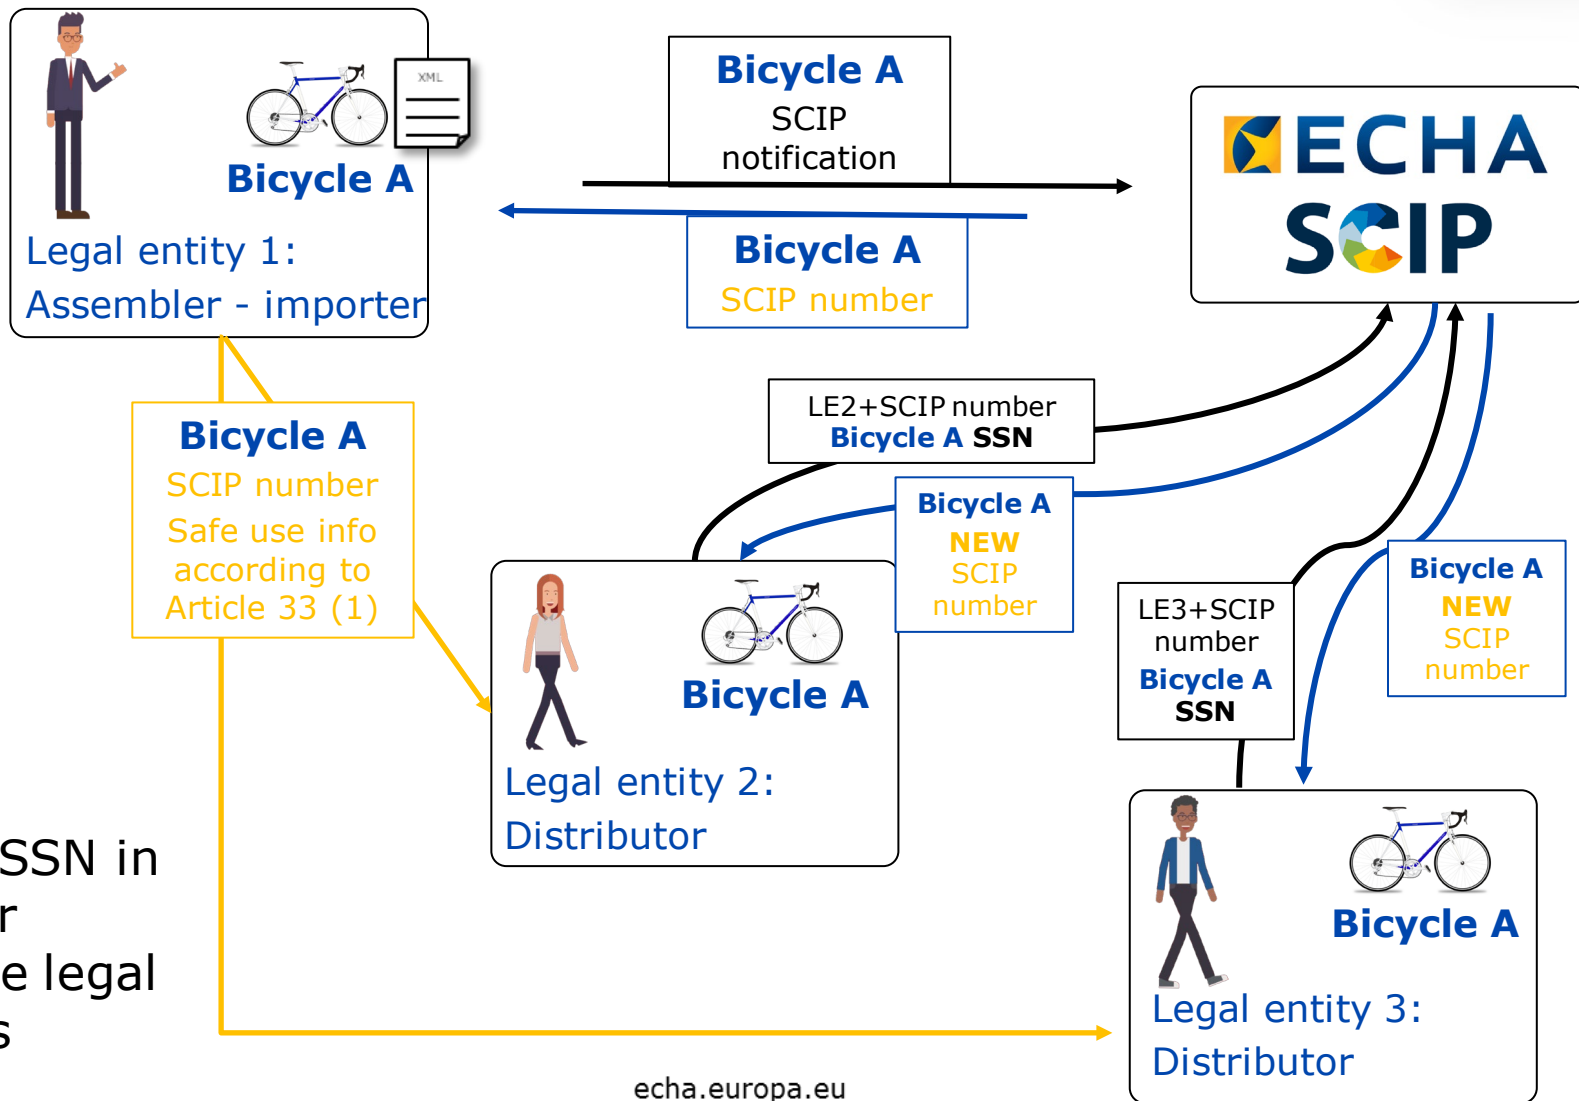 XML
Bicycle A
Legal entity 1:
Assembler - importer
Bicycle A
SCIP
notification
Bicycle A
SCIP number
ECHA
SCIP
Bicycle A
SCIP number
Safe use info
according to
Article 33 (1)
LE2+SCIP number
Bicycle A SSN
Bicycle A
NEW
SCIP
number
Bicycle A
Legal entity 2:
Distributor
LE3+SCIP
number
Bicycle A
SSN
Bicycle A
NEW
SCIP
number
Bicycle A
Legal entity 3:
Distributor
SSN in
r
e legal
s
echa.europa.eu